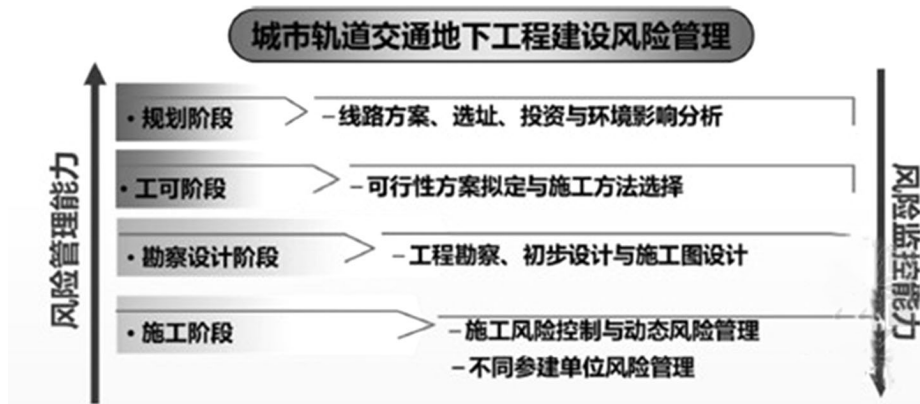 城市轨道交通地下工程建设风险管理
风险管理能力
·规划阶段
–线路方案、选址、投资与环境影响分析
·工可阶段
–可行性方案拟定与施工方法选择
·勘察设计阶段
–工程勘察、初步设计与施工图设计
·施工阶段
–施工风险控制与动态风险管理
–不同参建单位风险管理
风险监控能力